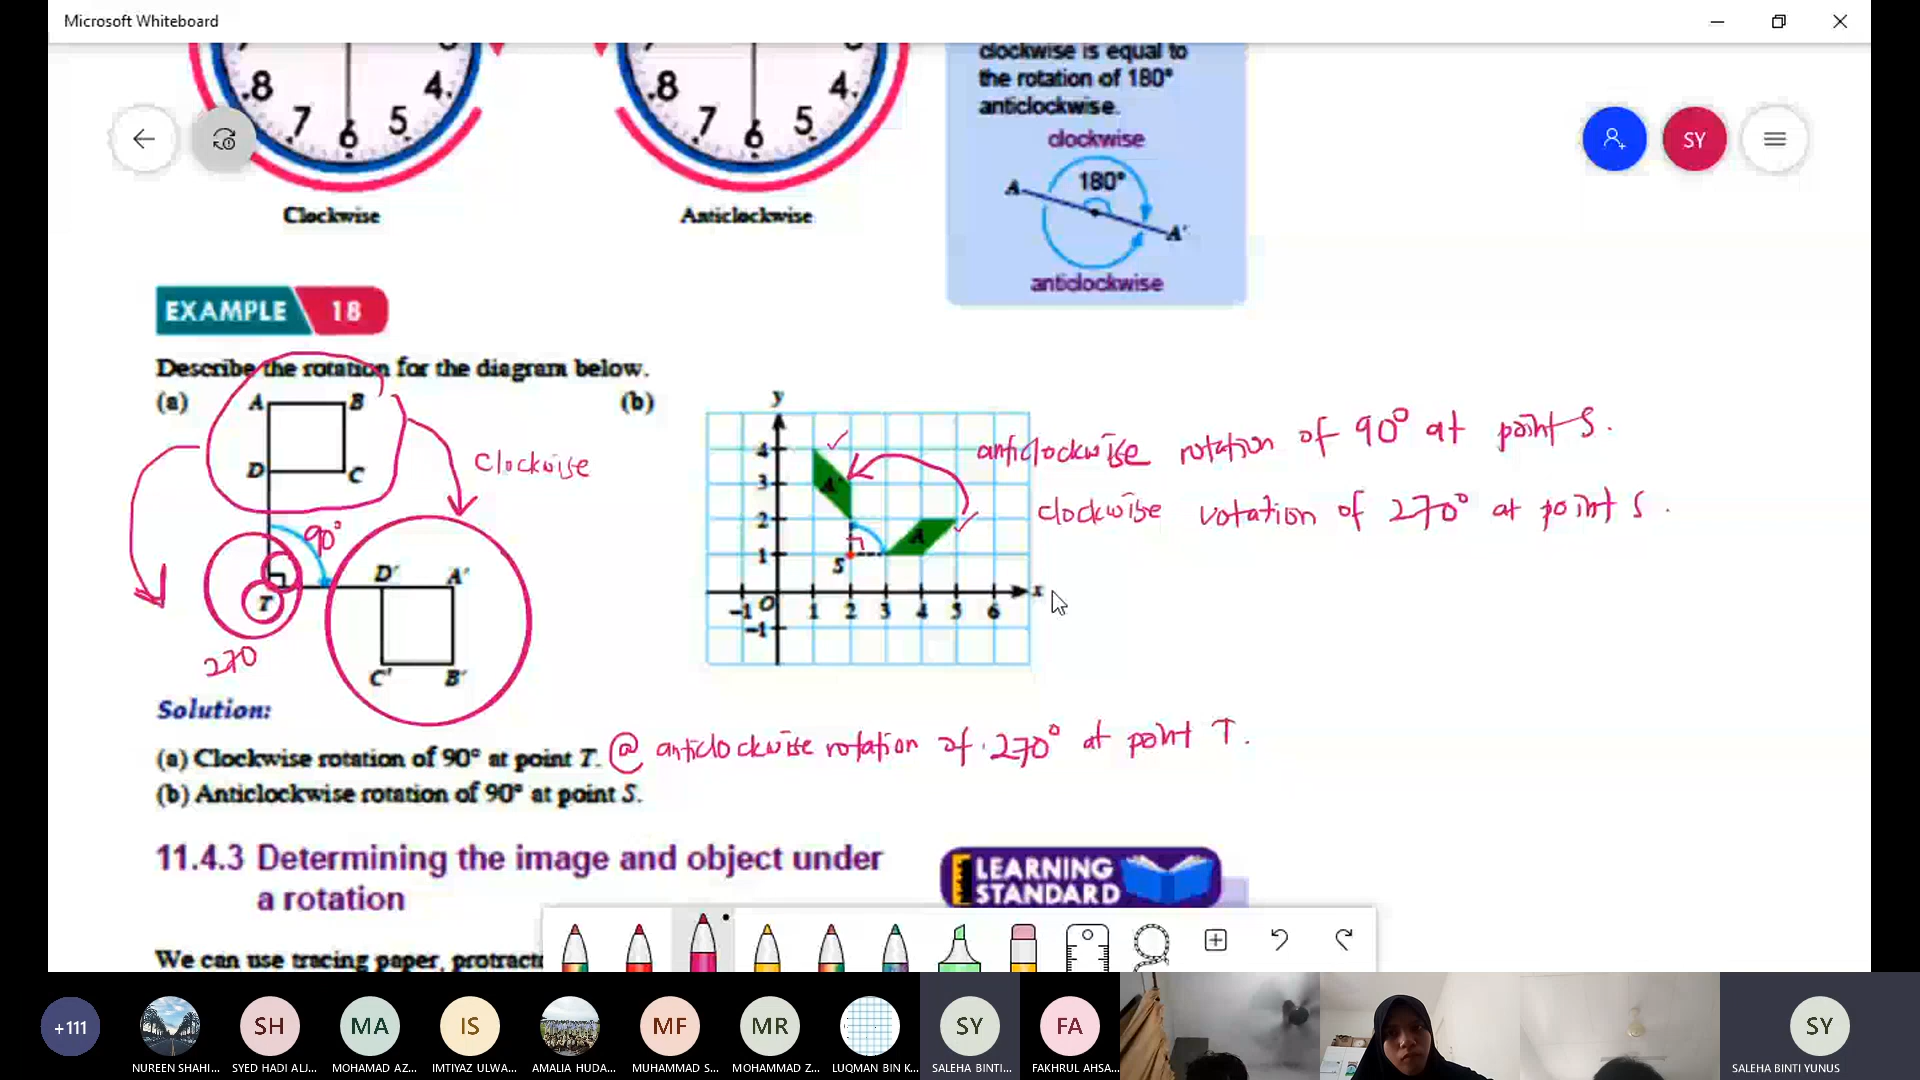 Microsoft Whiteboard
clockwise is equal to
the rotation of 180°
anticlockwise.
clockwise
180°
A
A'
anticlockwise
8 7 6 5 4
Clockwise
8 7 6 5 4
Anticlockwise
SY
EXAMPLE 18
Describe the rotation for the diagram below.
(a)
A B
D C
Clockwise
90°
T
D' A'
C' B'
270
(b)
y
4
3
2
1
-1 O 1 2 3 4 5 6 x
-1
A'
A
S
anticlockwise rotation of 90° at point S.
clockwise rotation of 270° at point S.
Solution:
(a) Clockwise rotation of 90° at point T. @ anticlockwise rotation of 270° at point T.
(b) Anticlockwise rotation of 90° at point S.
11.4.3 Determining the image and object under
a rotation
LEARNING
STANDARD
We can use tracing paper,
+111
SH
MA
IS
MF
MR
SY
FA
SY
NUREEN SHAHI...
SYED HADI ALI...
MOHAMAD AZ...
IMTIYAZ ULWA...
AMALIA HUDA...
MUHAMMAD S...
MOHAMMAD Z...
LUQMAN BIN K...
SALEHA BINTI...
FAKHRUL AHSA...
SALEHA BINTI YUNUS